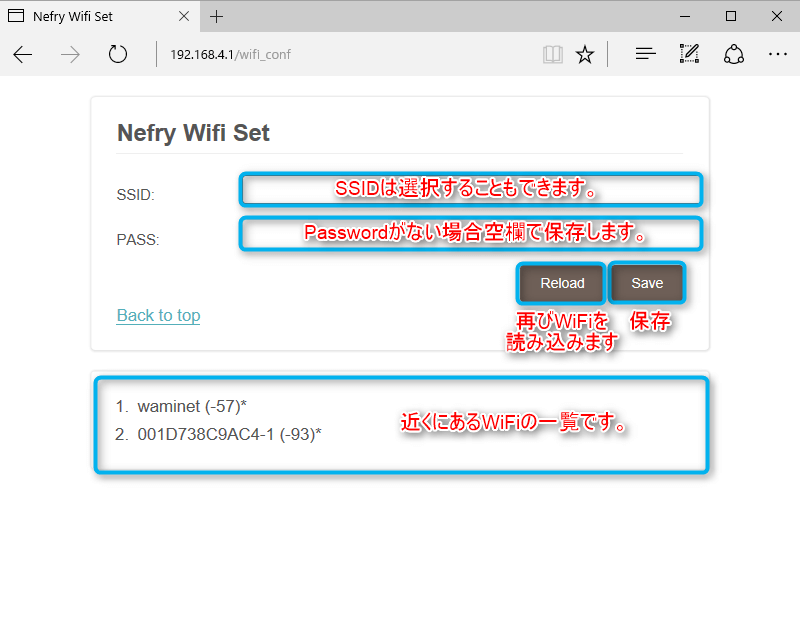 Nefry Wifi Set
192.168.4.1/wifi_conf
Nefry Wifi Set
SSID:
SSIDは選択することもできます。
PASS:
Passwordがない場合空欄で保存します。
Reload
Save
再びWiFiを
読み込みます
保存
Back to top
1. waminet (-57)*
2. 001D738C9AC4-1 (-93)*
近くにあるWiFiの一覧です。